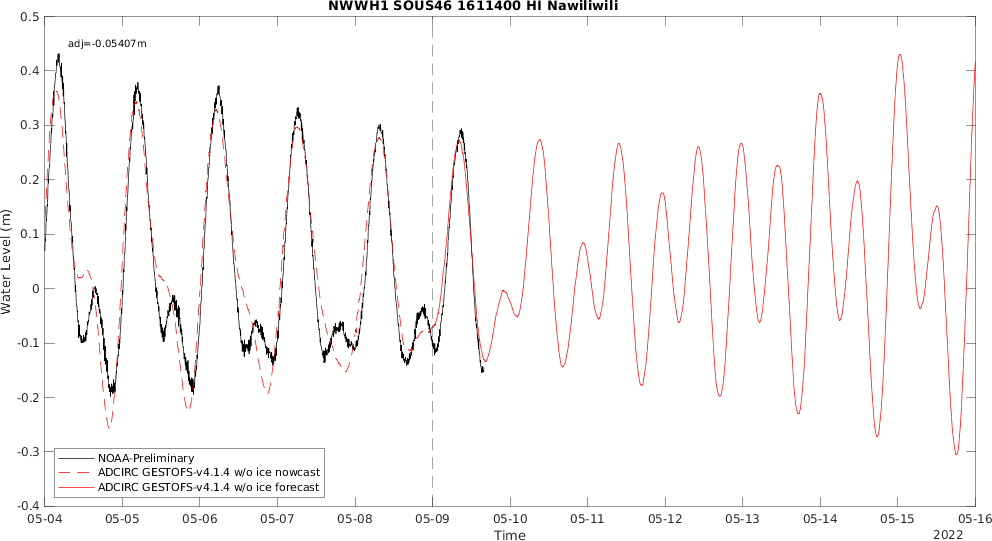 NWWH1 SOUS46 1611400 HI Nawiliwili
adj=-0.05407m
Water Level (m)
0.5
0.4
0.3
0.2
0.1
0
-0.1
-0.2
-0.3
-0.4
NOAA-Preliminary
ADCIRC GESTOFS-v4.1.4 w/o ice nowcast
ADCIRC GESTOFS-v4.1.4 w/o ice forecast
05-04 05-05 05-06 05-07 05-08 05-09 05-10 05-11 05-12 05-13 05-14 05-15 05-16
Time
2022